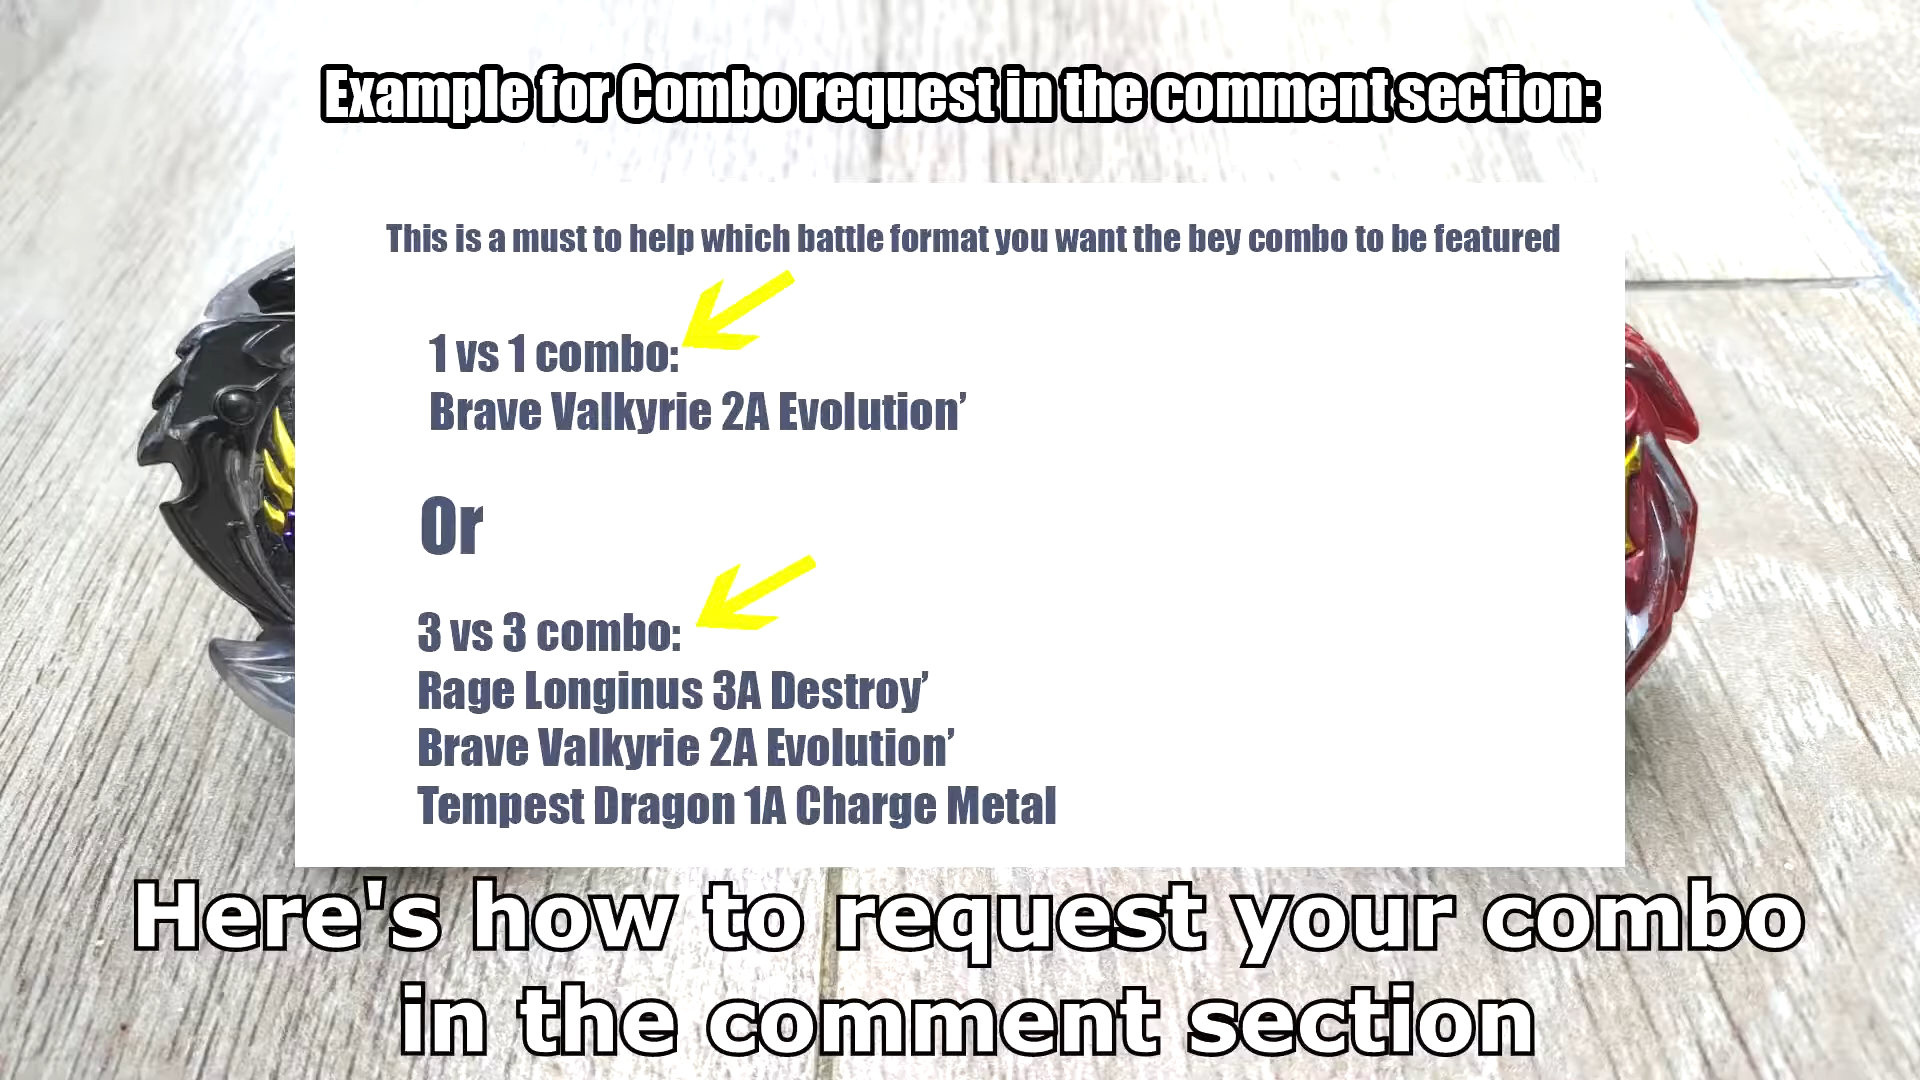 Example for Combo request in the comment section:
This is a must to help which battle format you want the bey combo to be featured
1 vs 1 combo:
Brave Valkyrie 2A Evolution’
Or
3 vs 3 combo:
Rage Longinus 3A Destroy’
Brave Valkyrie 2A Evolution’
Tempest Dragon 1A Charge Metal
Here's how to request your combo
in the comment section